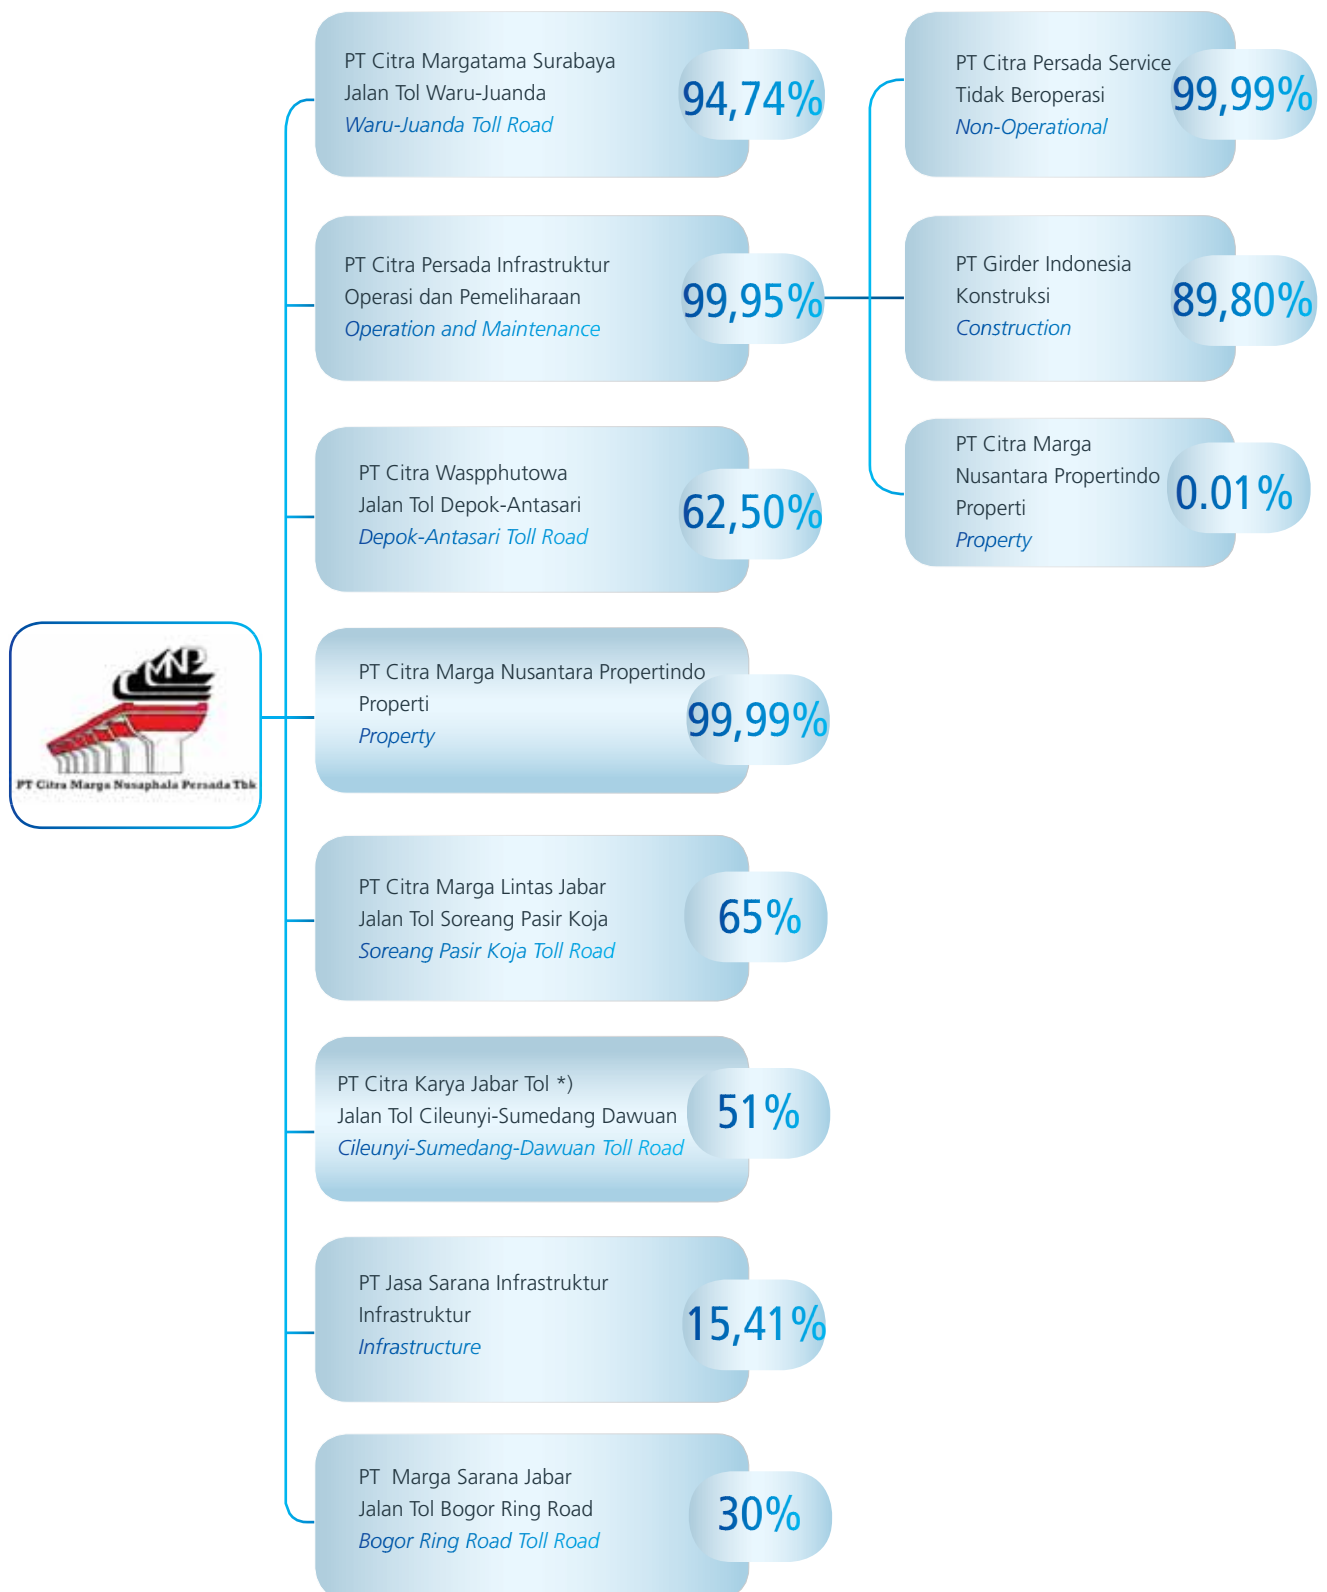 PT Citra Margatama Surabaya
Jalan Tol Waru-Juanda
Waru-Juanda Toll Road
94,74%
PT Citra Persada Infrastruktur
Operasi dan Pemeliharaan
Operation and Maintenance
99,95%
PT Citra Persada Service
Tidak Beroperasi
Non-Operational
99,99%
PT Girder Indonesia
Konstruksi
Construction
89,80%
PT Citra Marga
Nusantara Propertindo
Properti
Property
0.01%
PT Citra Waspphutowa
Jalan Tol Depok-Antasari
Depok-Antasari Toll Road
62,50%
CMNP
PT Citra Marga Nusaphala Persada Tbk
PT Citra Marga Nusantara Propertindo
Properti
Property
99,99%
PT Citra Marga Lintas Jabar
Jalan Tol Soreang Pasir Koja
Soreang Pasir Koja Toll Road
65%
PT Citra Karya Jabar Tol *)
Jalan Tol Cileunyi-Sumedang Dawuan
Cileunyi-Sumedang-Dawuan Toll Road
51%
PT Jasa Sarana Infrastruktur
Infrastruktur
Infrastructure
15,41%
PT  Marga Sarana Jabar
Jalan Tol Bogor Ring Road
Bogor Ring Road Toll Road
30%